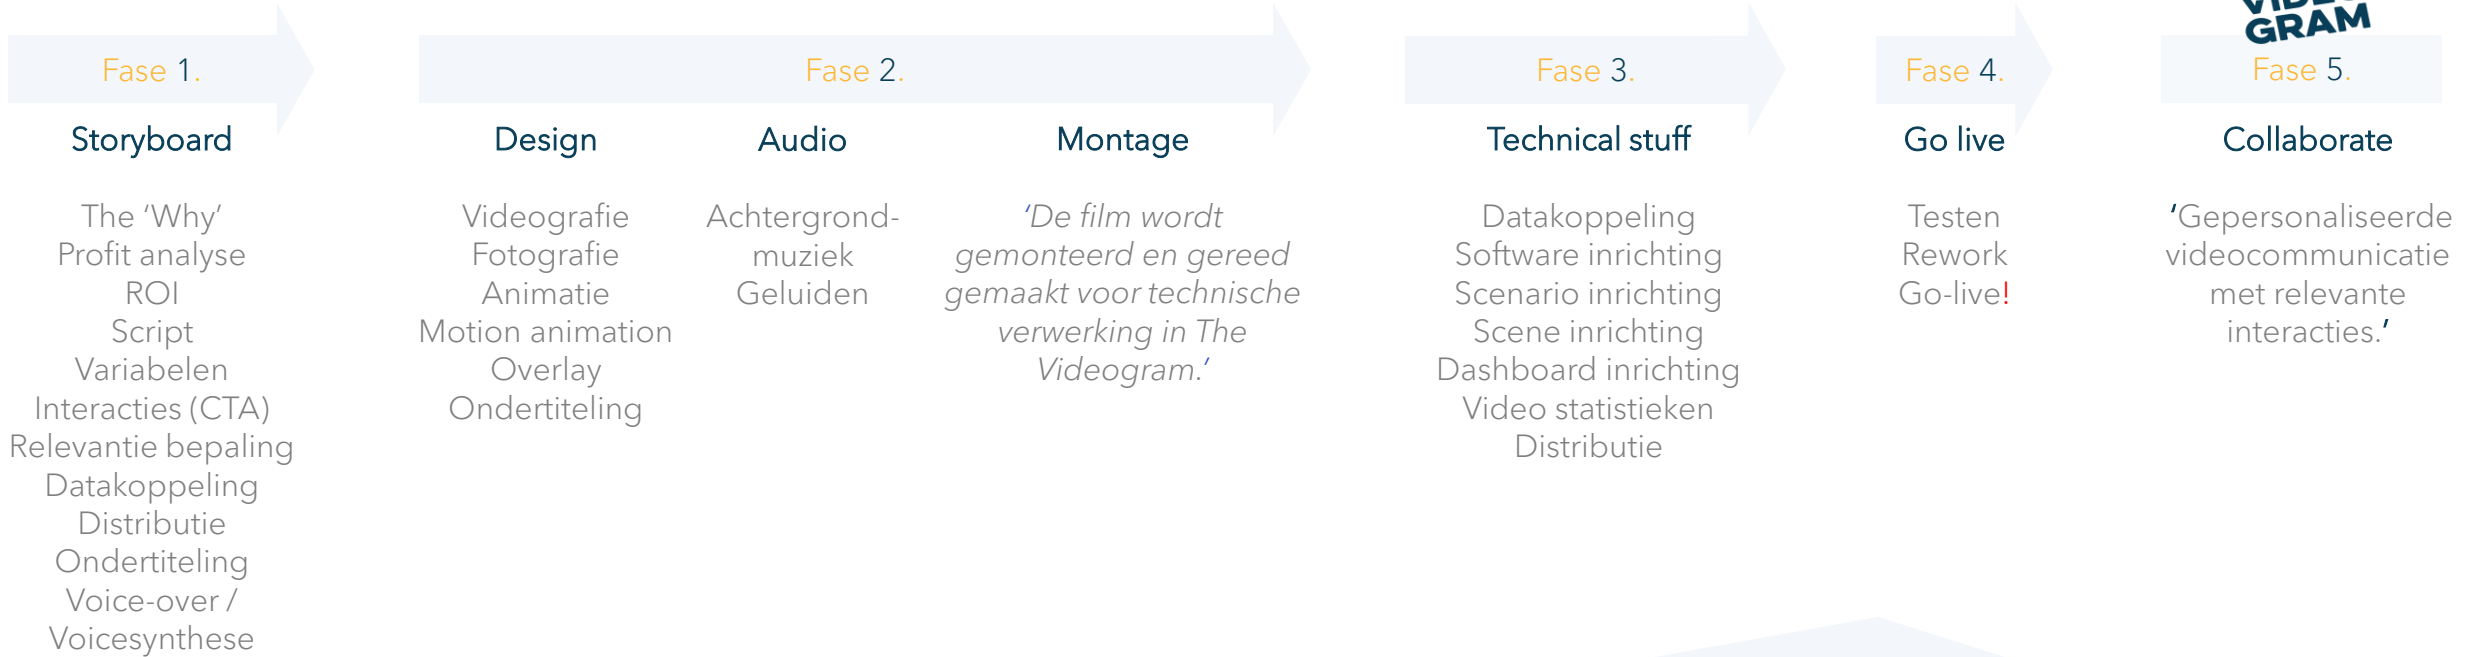 VIDEO
GRAM
Fase 1.
Storyboard
The ‘Why’
Profit analyse
ROI
Script
Variabelen
Interacties (CTA)
Relevantie bepaling
Datakoppeling
Distributie
Ondertiteling
Voice-over /
Voicesynthese
Fase 2.
Design
Videografie
Fotografie
Animatie
Motion animation
Overlay
Ondertiteling
Audio
Achtergrond-
muziek
Geluiden
Montage
‘De film wordt
gemonteerd en gereed
gemaakt voor technische
verwerking in The
Videogram.’
Fase 3.
Technical stuff
Datakoppeling
Software inrichting
Scenario inrichting
Scene inrichting
Dashboard inrichting
Video statistieken
Distributie
Fase 4.
Go live
Testen
Rework
Go-live!
Fase 5.
Collaborate
‘Gepersonaliseerde
videocommunicatie
met relevante
interacties.’